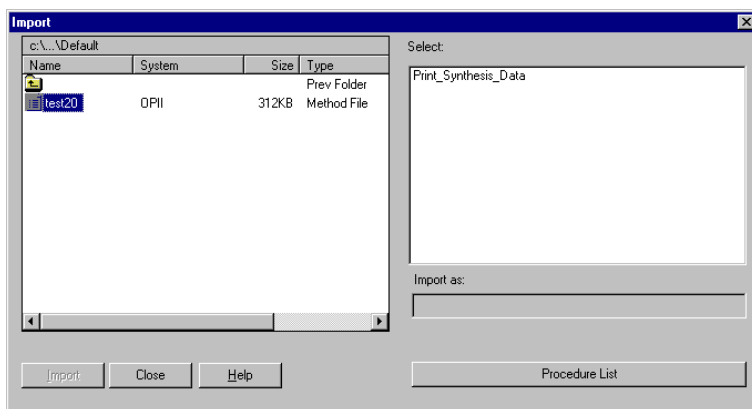 Import
c:\...\Default
Name System Size Type
Prev Folder
test20 OPII 312KB Method File
Select:
Print_Synthesis_Data
Import as:
Import Close Help
Procedure List